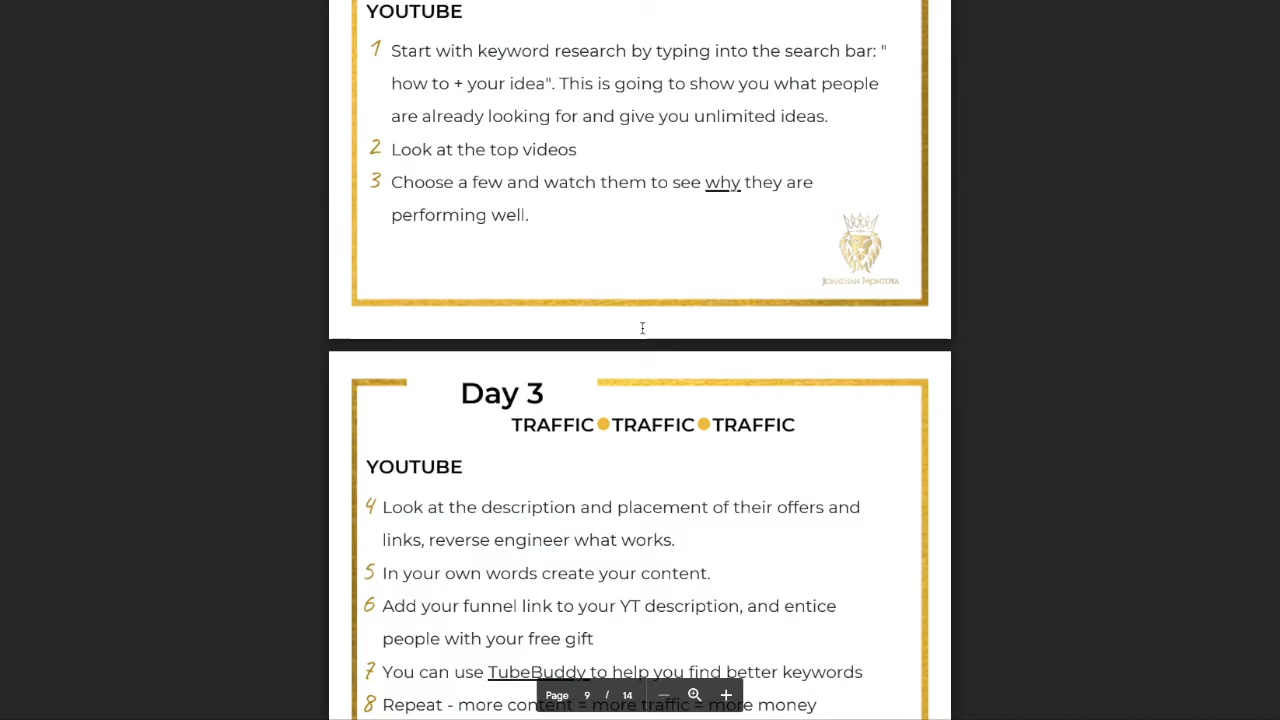 YOUTUBE
1 Start with keyword research by typing into the search bar: "
how to + your idea". This is going to show you what people
are already looking for and give you unlimited ideas.
2 Look at the top videos
3 Choose a few and watch them to see why they are
performing well.
JM
JONATHAN MONTOYA
Day 3
TRAFFIC●TRAFFIC●TRAFFIC
YOUTUBE
4 Look at the description and placement of their offers and
links, reverse engineer what works.
5 In your own words create your content.
6 Add your funnel link to your YT description, and entice
people with your free gift
7 You can use TubeBuddy to help you find better keywords
Page 9 / 14
8 Repeat - more content = more traffic = more money